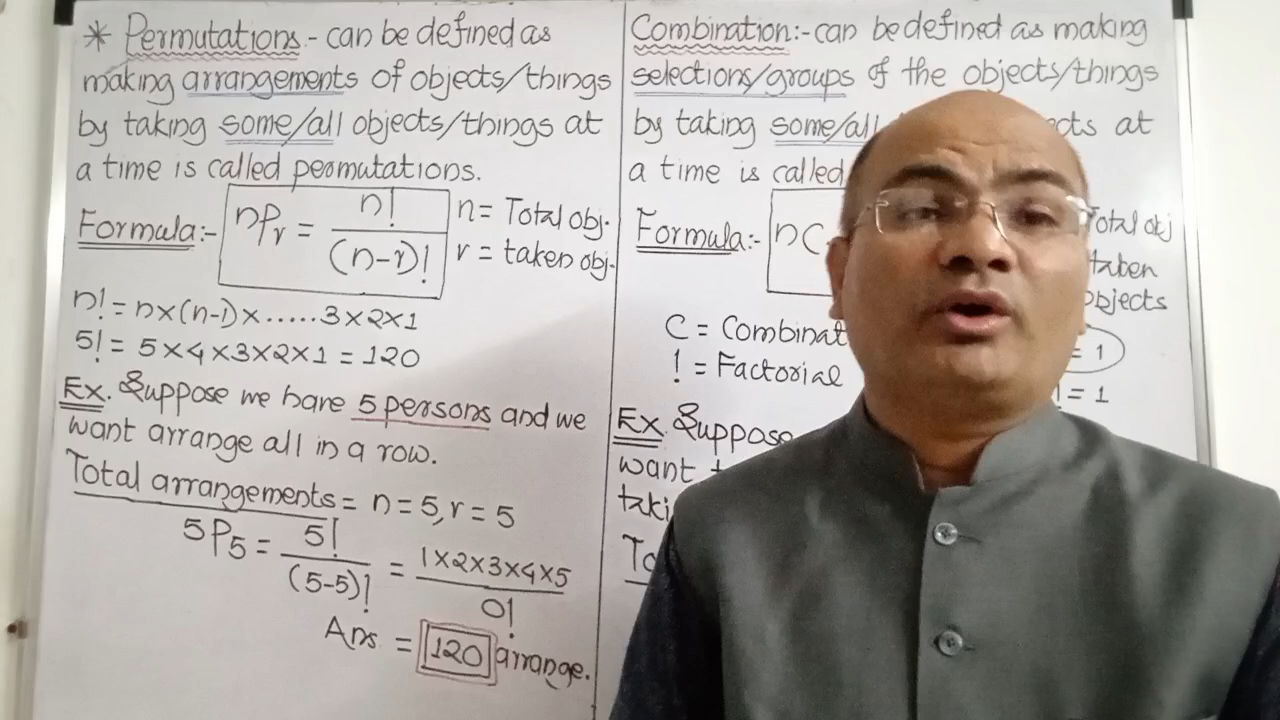 * Permutations - can be defined as
making arrangements of objects/things
by taking some/all objects/things at
a time is called permutations.
Formula:- nPr = n! / (n-r)! n = Total obj.
r = taken obj.
n! = n×(n-1)×......3×2×1
5! = 5×4×3×2×1 = 120
Ex. Suppose we have 5 persons and we
want arrange all in a row.
Total arrangements = n=5, r=5
5P5 = 5! / (5-5)! = 1×2×3×4×5 / 0!
Ans = 120 arrange.
Combination:- can be defined as making
selections/groups of the objects/things
by taking some/all at
a time is called
Formula:- nC Total obj
taken
objects
C = Combinat
! = Factorial = 1
! = 1
Ex. Suppose
want
taki
To